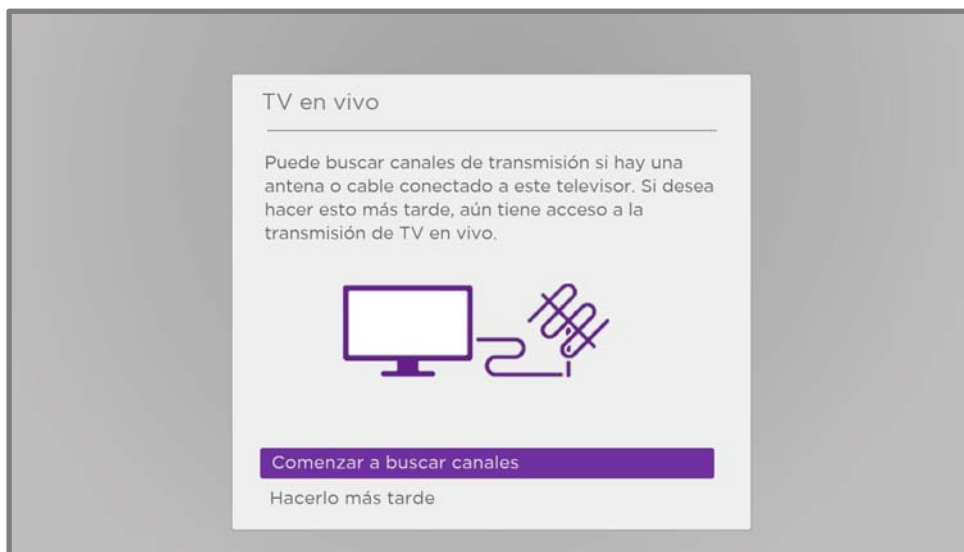 TV en vivo
Puede buscar canales de transmisión si hay una
antena o cable conectado a este televisor. Si desea
hacer esto más tarde, aún tiene acceso a la
transmisión de TV en vivo.
Comenzar a buscar canales
Hacerlo más tarde